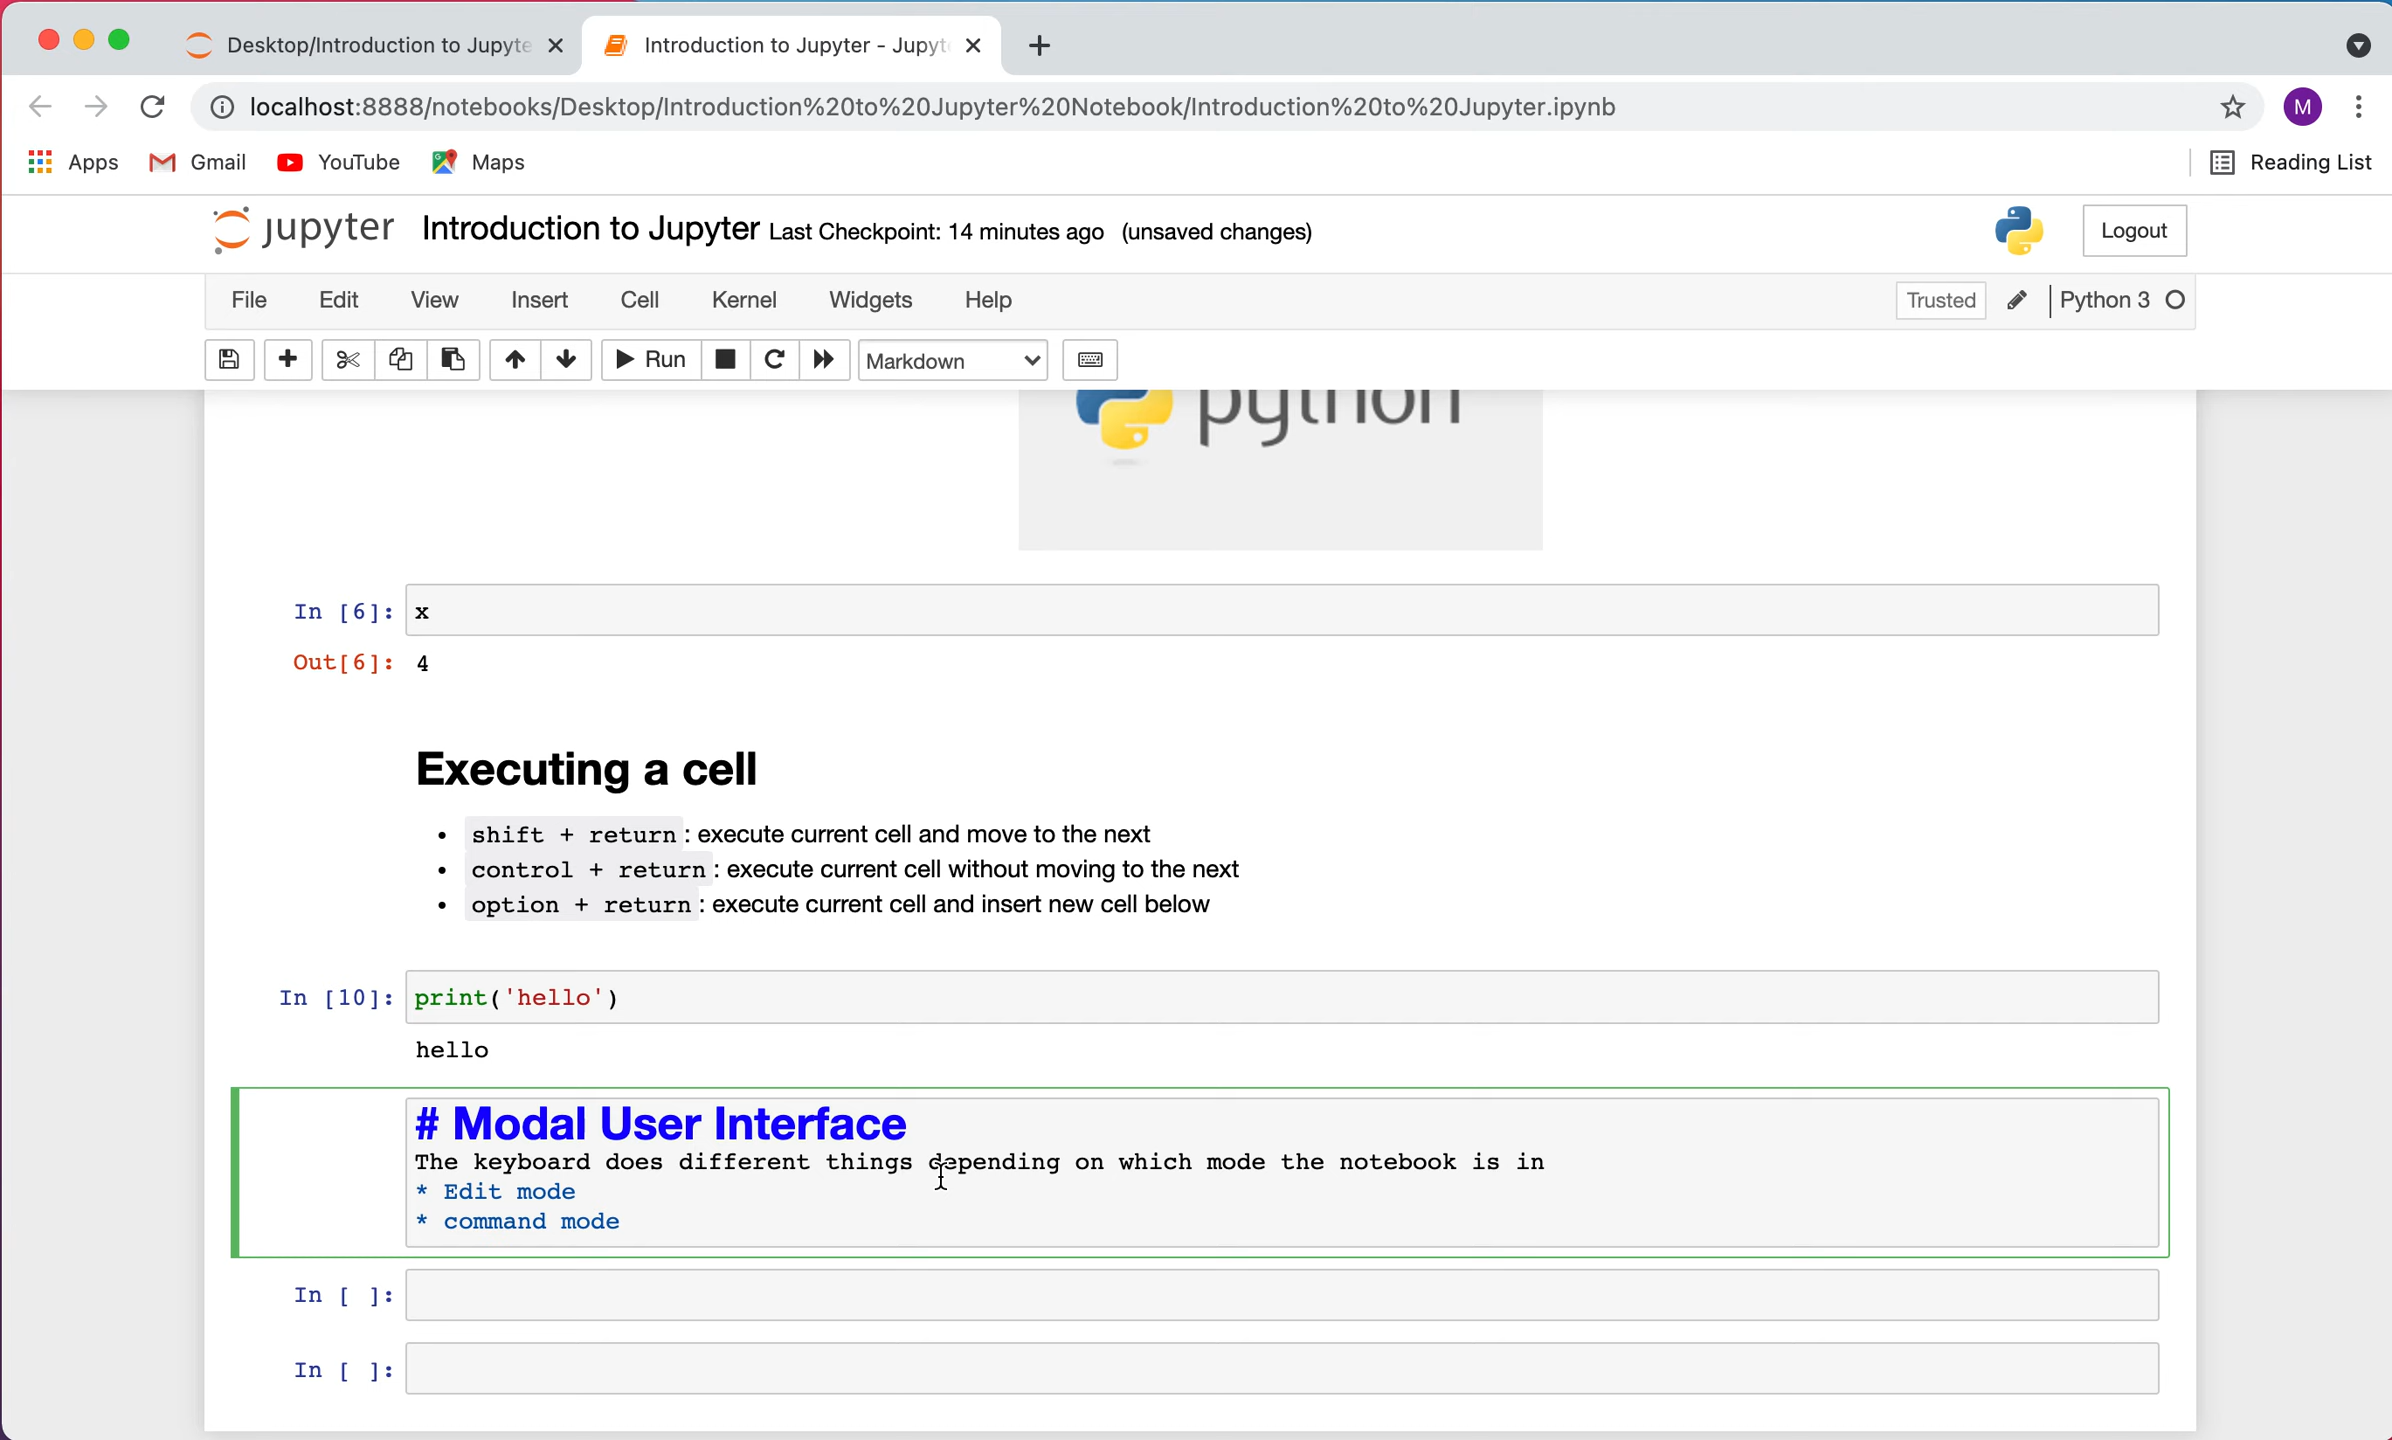 Desktop/Introduction to Jupyte
Introduction to Jupyter - Jupyt
localhost:8888/notebooks/Desktop/Introduction%20to%20Jupyter%20Notebook/Introduction%20to%20Jupyter.ipynb
M
Apps
Gmail
YouTube
Maps
Reading List
jupyter
Introduction to Jupyter Last Checkpoint: 14 minutes ago (unsaved changes)
Logout
File
Edit
View
Insert
Cell
Kernel
Widgets
Help
Trusted
Python 3
Run
Markdown
python
In [6]: x
Out[6]: 4
Executing a cell
• shift + return : execute current cell and move to the next
• control + return : execute current cell without moving to the next
• option + return : execute current cell and insert new cell below
In [10]: print('hello')
hello
# Modal User Interface
The keyboard does different things depending on which mode the notebook is in
* Edit mode
* command mode
In [ ]:
In [ ]: